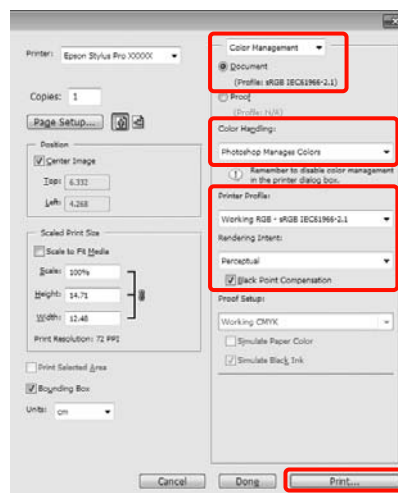 Printer: Epson Stylus Pro XXXXX
Copies: 1
Page Setup...
Position
Center Image
Top: 6.332
Left: 4.268
Scaled Print Size
Scale to Fit Media
Scale: 100%
Height: 14.71
Width: 12.48
Print Resolution: 72 PPI
Print Selected Area
Bounding Box
Units: cm
Color Management
Document
(Profile: sRGB IEC61966-2.1)
Proof
(Profile: N/A)
Color Handling:
Photoshop Manages Colors
Remember to disable color management
in the printer dialog box.
Printer Profile:
Working RGB - sRGB IEC61966-2.1
Rendering Intent:
Perceptual
Black Point Compensation
Proof Setup:
Working CMYK
Simulate Paper Color
Simulate Black Ink
Cancel
Done
Print...